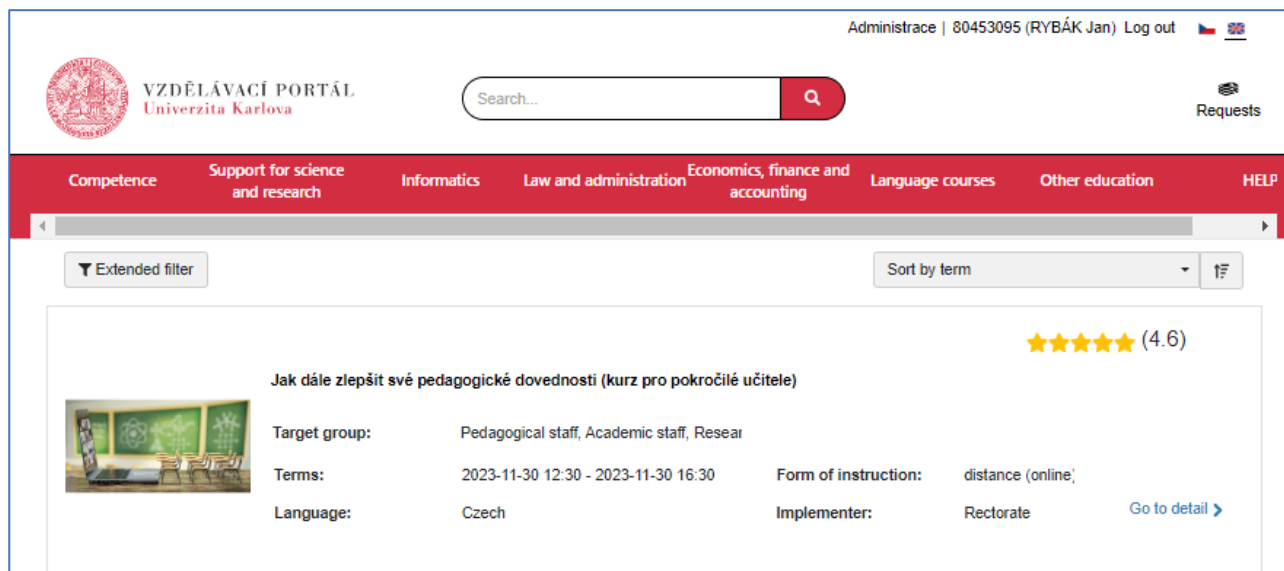 Administrace | 80453095 (RYBÁK Jan) Log out
VZDĚLÁVACÍ PORTÁL
Univerzita Karlova
Search...
Requests
Competence
Support for science
and research
Informatics
Law and administration
Economics, finance and
accounting
Language courses
Other education
HELP
Extended filter
Sort by term
(4.6)
Jak dále zlepšit své pedagogické dovednosti (kurz pro pokročilé učitele)
Target group: Pedagogical staff, Academic staff, Resear
Terms: 2023-11-30 12:30 - 2023-11-30 16:30 Form of instruction: distance (online)
Language: Czech Implementer: Rectorate Go to detail